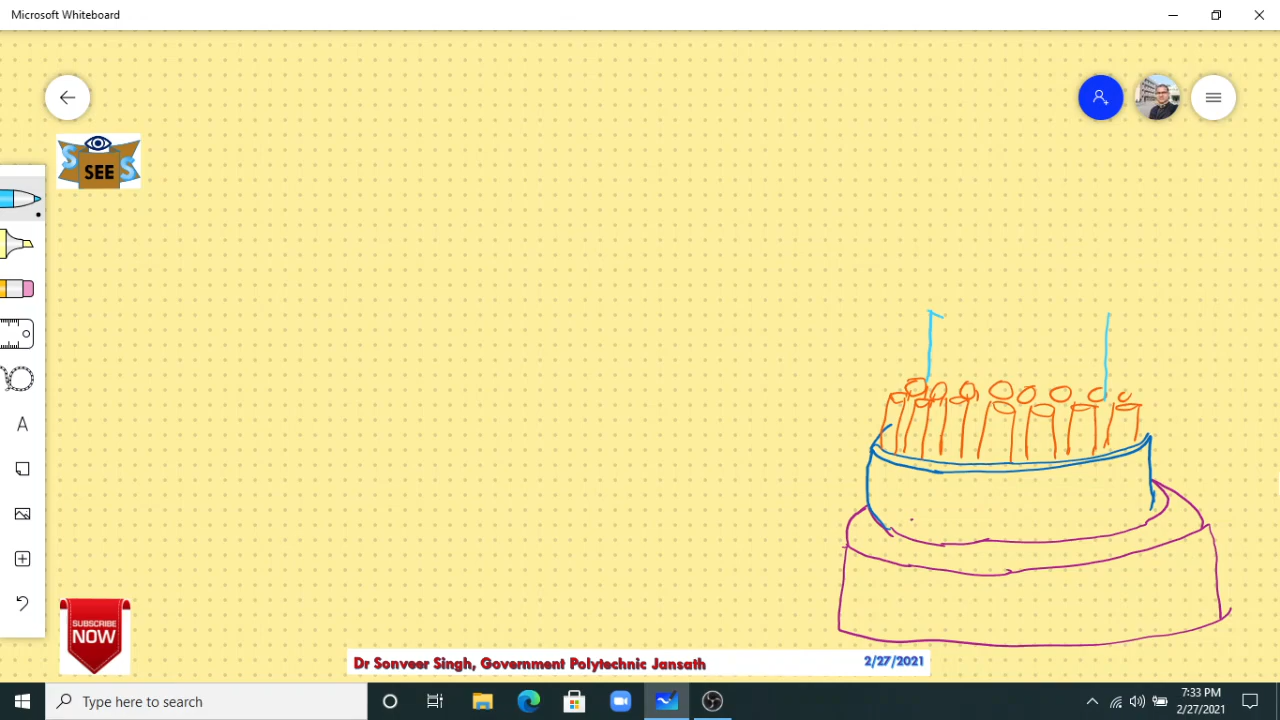 Microsoft Whiteboard
S SEE S
A
SUBSCRIBE
NOW
Dr Sonveer Singh, Government Polytechnic Jansath
2/27/2021
Type here to search
7:33 PM
2/27/2021